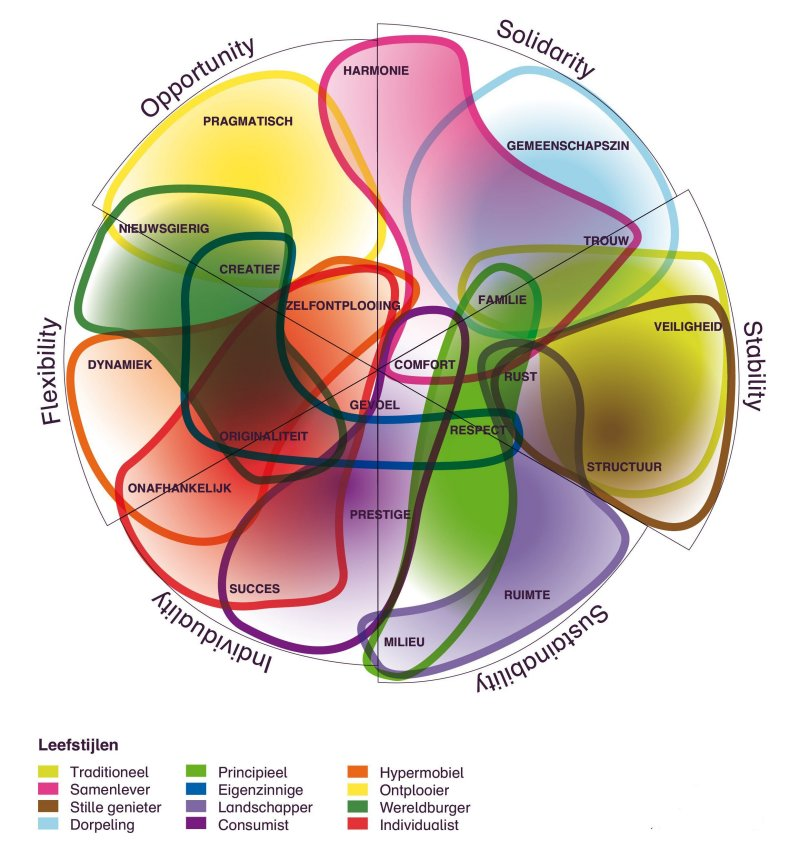 Solidarity
Opportunity
HARMONIE
PRAGMATISCH
GEMEENSCHAPSZIN
NIEUWSGIERIG
TROUW
CREATIEF
ZELFONTPLOOIING
FAMILIE
VEILIGHEID
Flexibility
Stability
DYNAMIEK
COMFORT
RUST
GEVOEL
ORIGINALITEIT
RESPECT
STRUCTUUR
ONAFHANKELIJK
PRESTIGE
SUCCES
RUIMTE
MILIEU
Individuality
Sustainability
Leefstijlen
Traditioneel Principieel Hypermobiel
Samenlever Eigenzinnige Ontplooier
Stille genieter Landschapper Wereldburger
Dorpeling Consumist Individualist